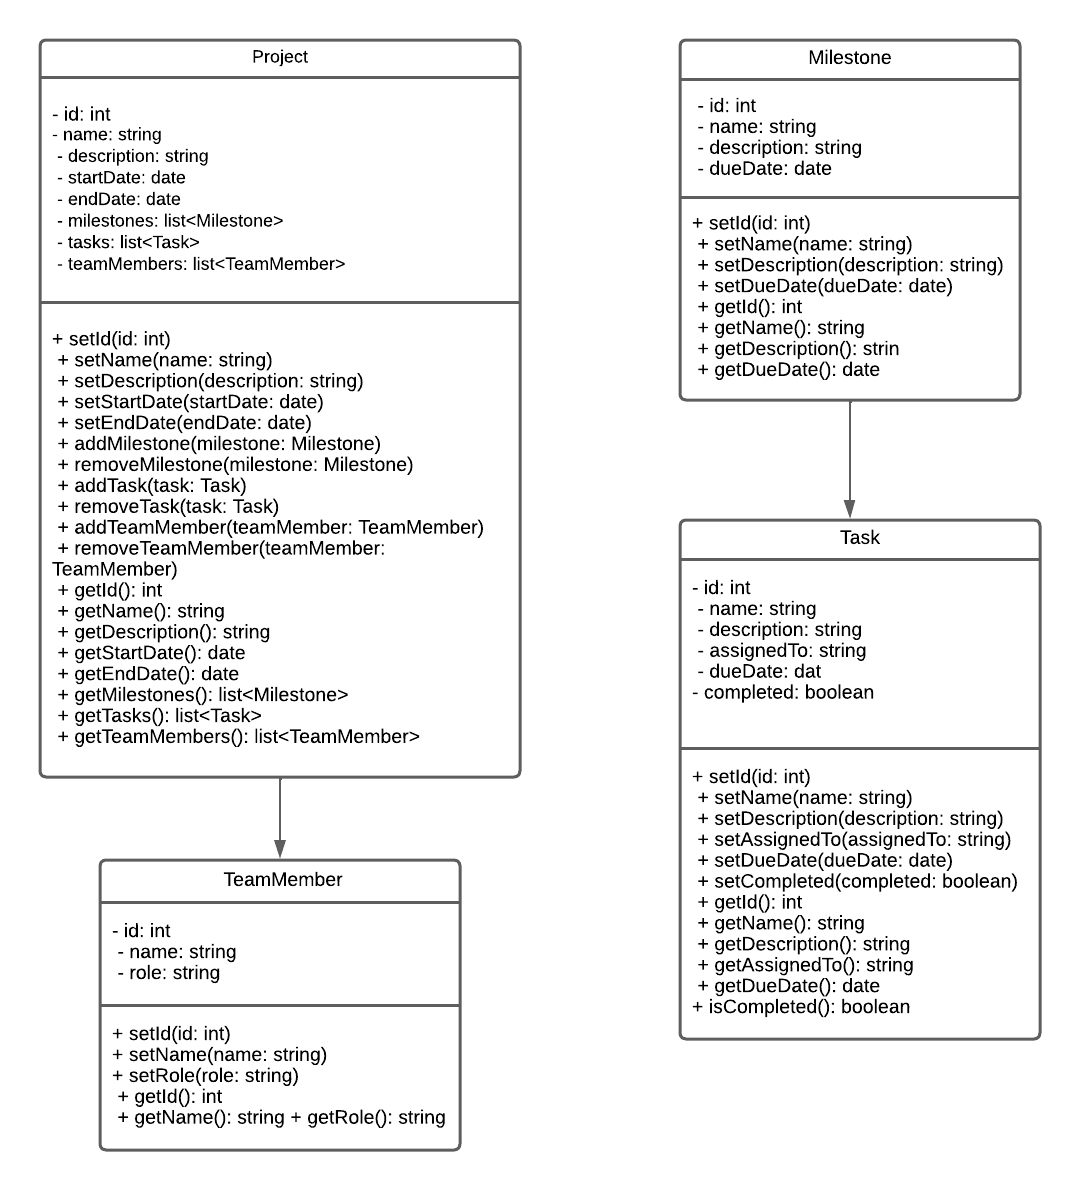 Project
- id: int
- name: string
- description: string
- startDate: date
- endDate: date
- milestones: list<Milestone>
- tasks: list<Task>
- teamMembers: list<TeamMember>
+ setId(id: int)
+ setName(name: string)
+ setDescription(description: string)
+ setStartDate(startDate: date)
+ setEndDate(endDate: date)
+ addMilestone(milestone: Milestone)
+ removeMilestone(milestone: Milestone)
+ addTask(task: Task)
+ removeTask(task: Task)
+ addTeamMember(teamMember: TeamMember)
+ removeTeamMember(teamMember:
TeamMember)
+ getId(): int
+ getName(): string
+ getDescription(): string
+ getStartDate(): date
+ getEndDate(): date
+ getMilestones(): list<Milestone>
+ getTasks(): list<Task>
+ getTeamMembers(): list<TeamMember>
TeamMember
- id: int
- name: string
- role: string
+ setId(id: int)
+ setName(name: string)
+ setRole(role: string)
+ getId(): int
+ getName(): string + getRole(): string
Milestone
- id: int
- name: string
- description: string
- dueDate: date
+ setId(id: int)
+ setName(name: string)
+ setDescription(description: string)
+ setDueDate(dueDate: date)
+ getId(): int
+ getName(): string
+ getDescription(): strin
+ getDueDate(): date
Task
- id: int
- name: string
- description: string
- assignedTo: string
- dueDate: dat
- completed: boolean
+ setId(id: int)
+ setName(name: string)
+ setDescription(description: string)
+ setAssignedTo(assignedTo: string)
+ setDueDate(dueDate: date)
+ setCompleted(completed: boolean)
+ getId(): int
+ getName(): string
+ getDescription(): string
+ getAssignedTo(): string
+ getDueDate(): date
+ isCompleted(): boolean